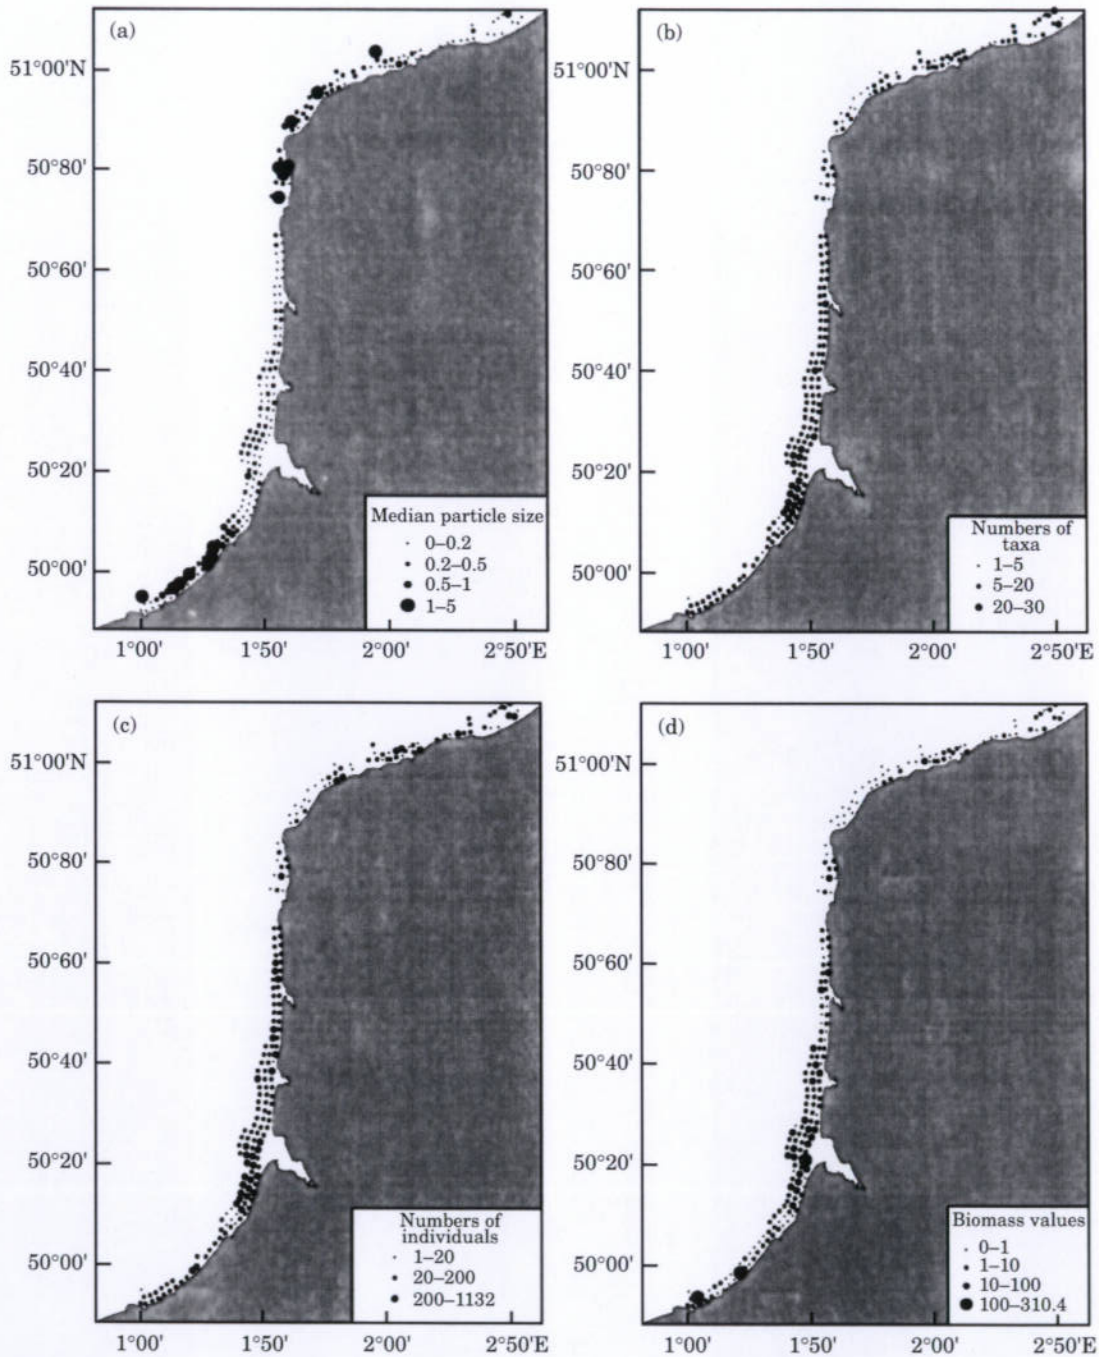 (a)
51°00'N
50°80'
50°60'
50°40'
50°20'
50°00'
1°00'
1°50'
2°00'
2°50'E
Median particle size
0–0.2
0.2–0.5
0.5–1
1–5
(b)
51°00'N
50°80'
50°60'
50°40'
50°20'
50°00'
1°00'
1°50'
2°00'
2°50'E
Numbers of
taxa
1–5
5–20
20–30
(c)
51°00'N
50°80'
50°60'
50°40'
50°20'
50°00'
1°00'
1°50'
2°00'
2°50'E
Numbers of
individuals
1–20
20–200
200–1132
(d)
51°00'N
50°80'
50°60'
50°40'
50°20'
50°00'
1°00'
1°50'
2°00'
2°50'E
Biomass values
0–1
1–10
10–100
100–310.4